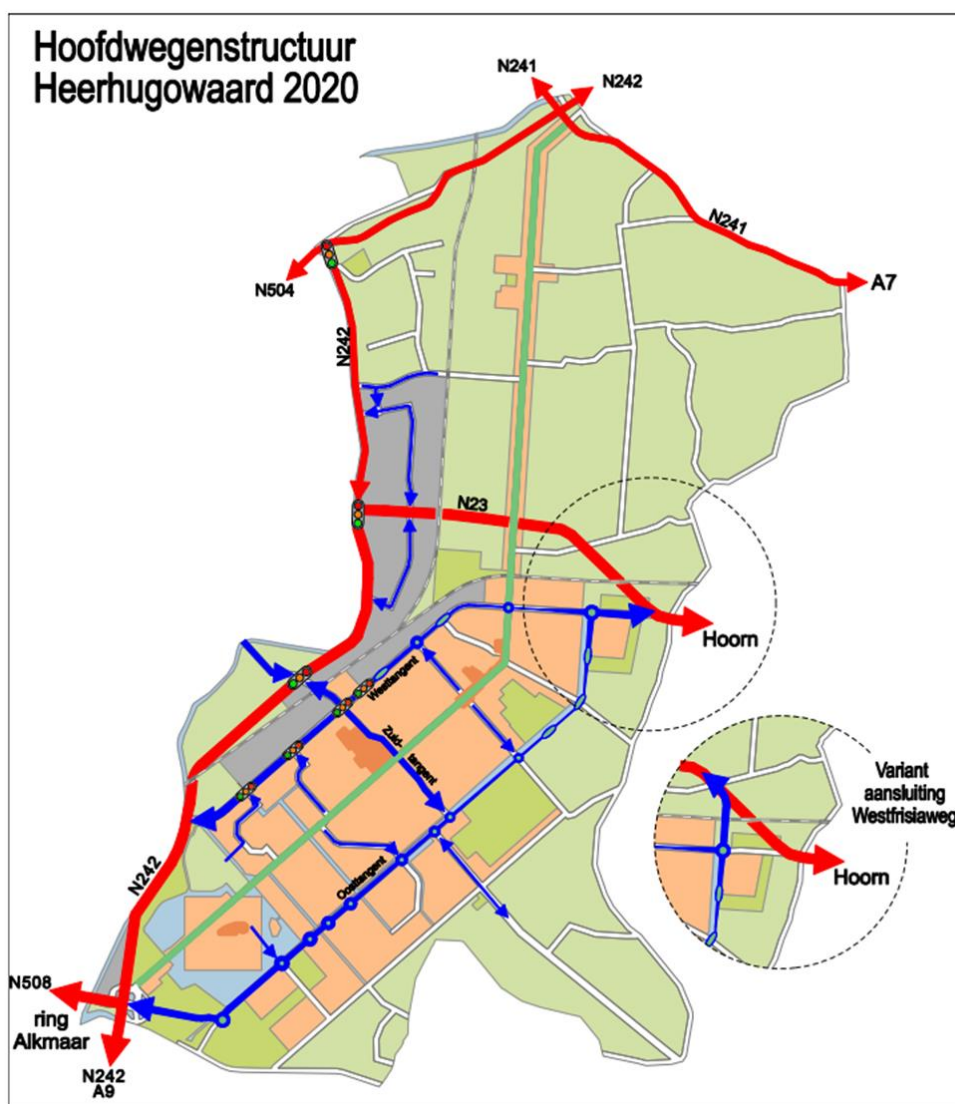 Hoofdwegenstructuur
Heerhugowaard 2020
N241
N242
N241
A7
N504
N242
N23
Hoorn
Westtangent
Zuid-
tangent
Oosttangent
N242
Variant
aansluiting
Westfrisiaweg
Hoorn
N508
ring
Alkmaar
N242
A9